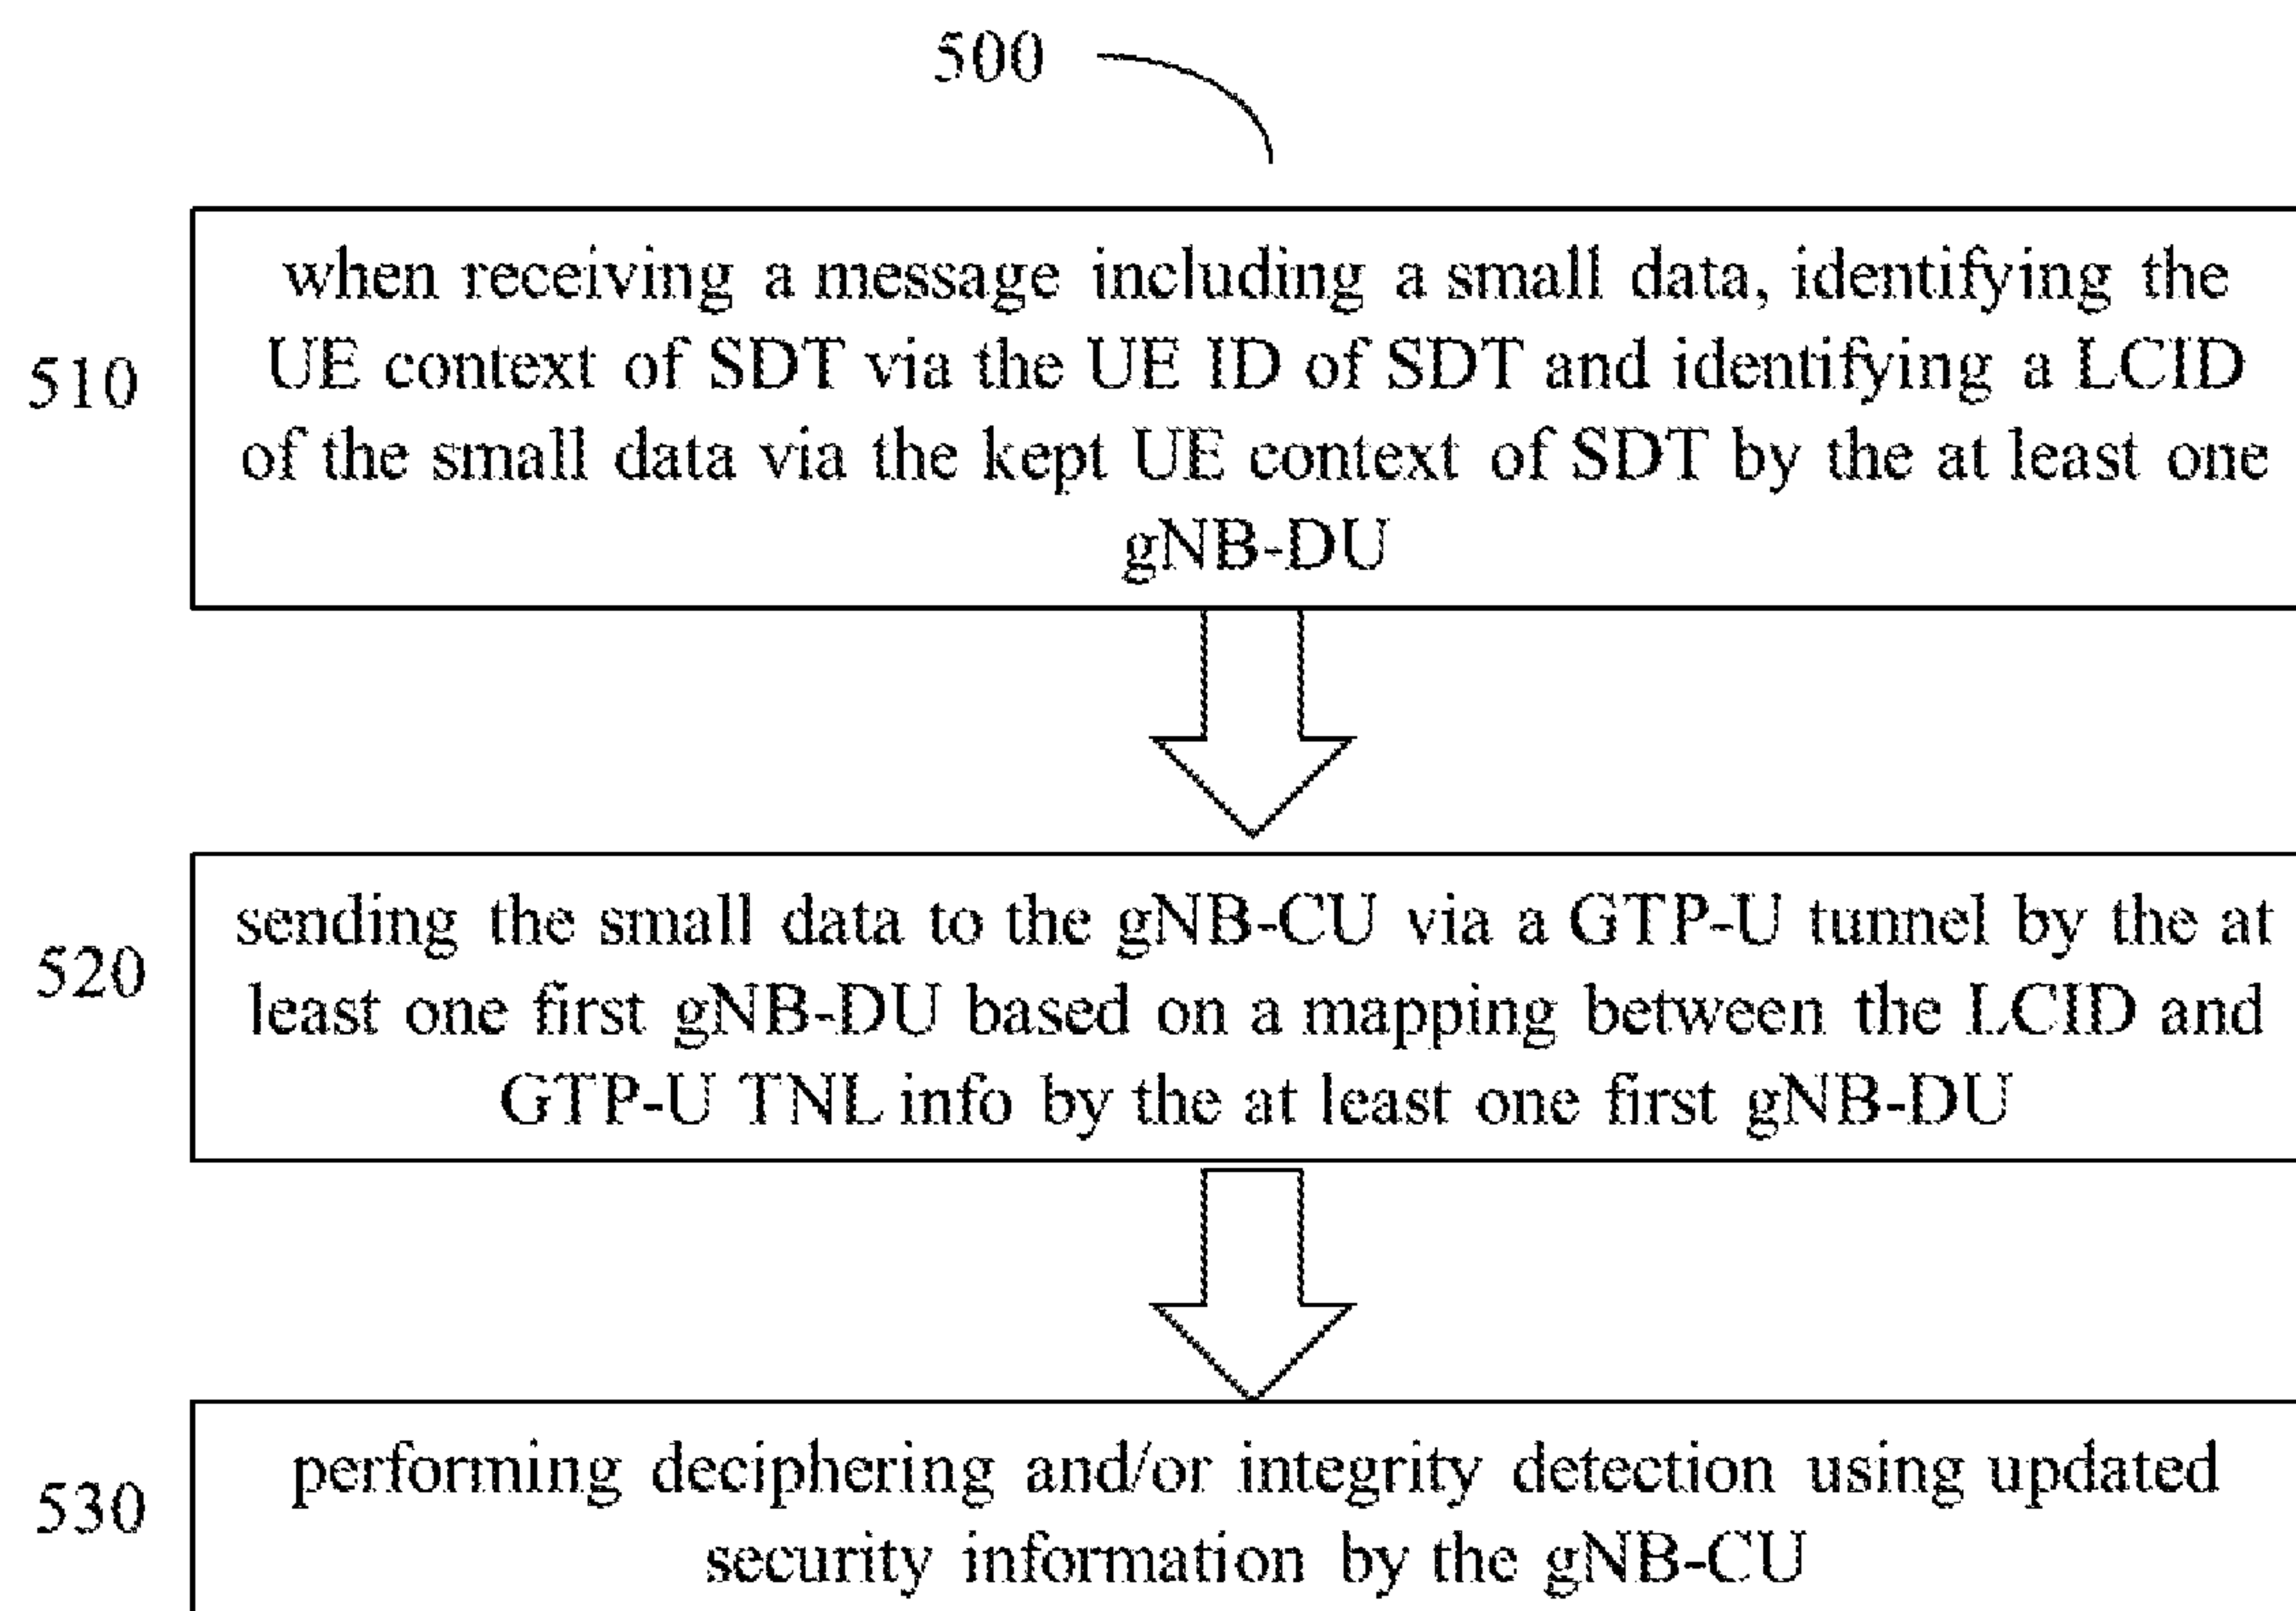 500
510
when receiving a message including a small data, identifying the
UE context of SDT via the UE ID of SDT and identifying a LCID
of the small data via the kept UE context of SDT by the at least one
gNB-DU
520
sending the small data to the gNB-CU via a GTP-U tunnel by the at
least one first gNB-DU based on a mapping between the LCID and
GTP-U TNL info by the at least one first gNB-DU
530
performing deciphering and/or integrity detection using updated
security information by the gNB-CU